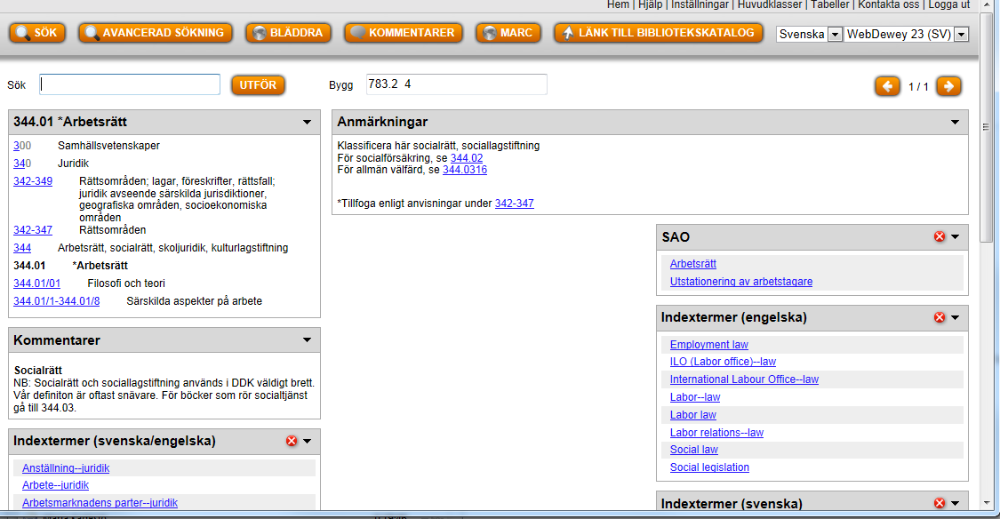 Hem | Hjälp | Inställningar | Huvudklasser | Tabeller | Kontakta oss | Logga ut
SÖK
AVANCERAD SÖKNING
BLÄDDRA
KOMMENTARER
MARC
LÄNK TILL BIBLIOTEKSKATALOG
Svenska
WebDewey 23 (SV)
Sök
UTFÖR
Bygg
783.2 4
1 / 1
344.01 *Arbetsrätt
300 Samhällsvetenskaper
340 Juridik
342-349 Rättsområden; lagar, föreskrifter, rättsfall;
juridik avseende särskilda jurisdiktioner,
geografiska områden, socioekonomiska
områden
342-347 Rättsområden
344 Arbetsrätt, socialrätt, skoljuridik, kulturlagstiftning
344.01 *Arbetsrätt
344.01/01 Filosofi och teori
344.01/1-344.01/8 Särskilda aspekter på arbete
Kommentarer
Socialrätt
NB: Socialrätt och sociallagstiftning används i DDK väldigt brett.
Vår definiton är oftast snävare. För böcker som rör socialtjänst
gå till 344.03.
Indextermer (svenska/engelska)
Anställning--juridik
Arbete--juridik
Arbetsmarknadens parter--juridik
Anmärkningar
Klassificera här socialrätt, sociallagstiftning
För socialförsäkring, se 344.02
För allmän välfärd, se 344.0316
*Tillfoga enligt anvisningar under 342-347
SAO
Arbetsrätt
Utstationering av arbetstagare
Indextermer (engelska)
Employment law
ILO (Labor office)--law
International Labour Office--law
Labor--law
Labor law
Labor relations--law
Social law
Social legislation
Indextermer (svenska)